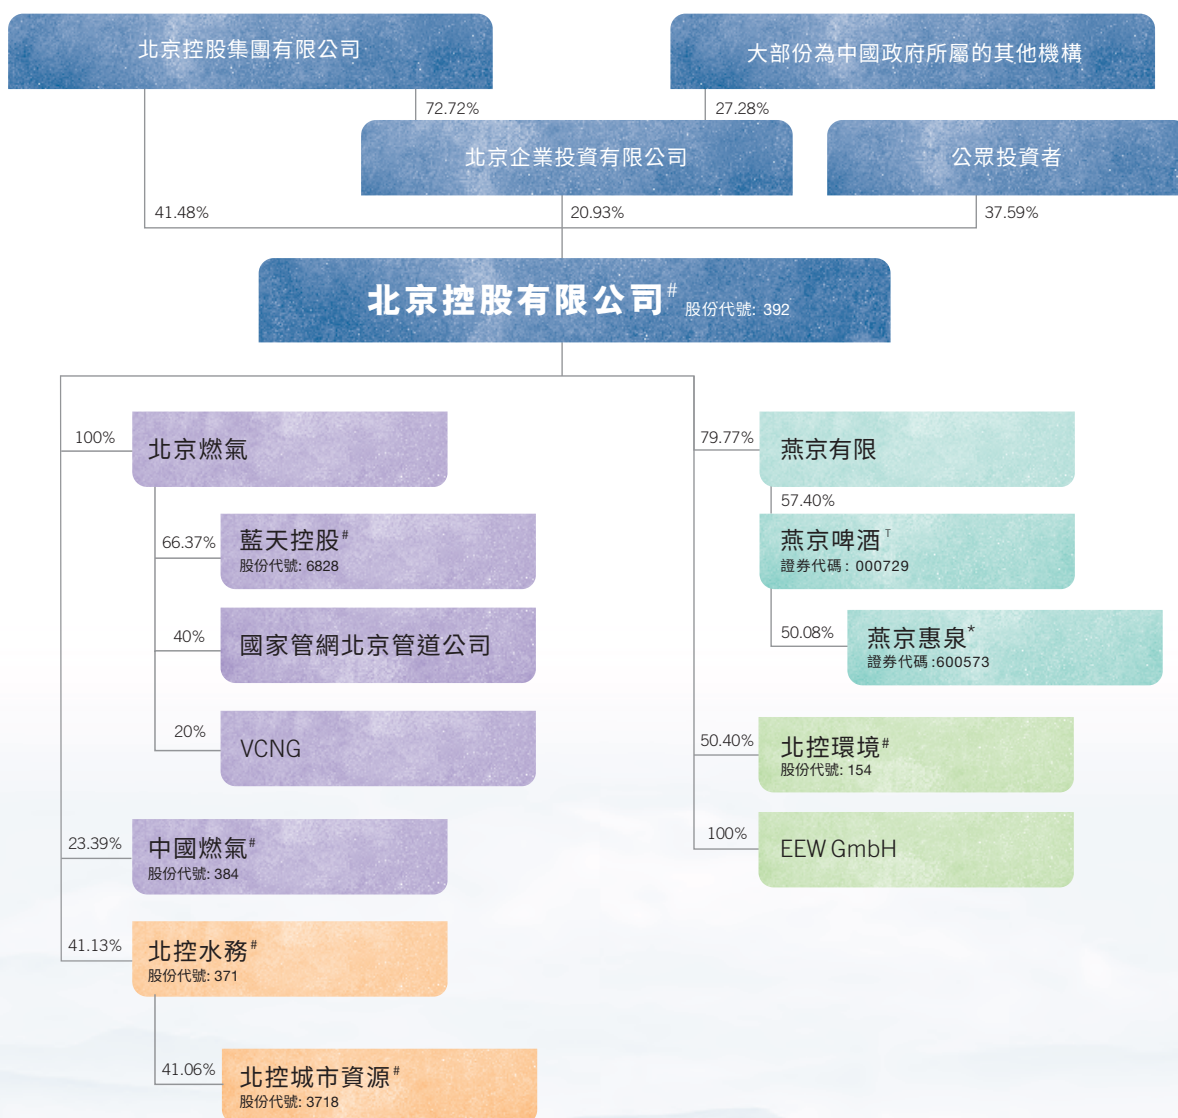 北京控股集團有限公司
大部份為中國政府所屬的其他機構
72.72%
27.28%
北京企業投資有限公司
公眾投資者
41.48%
20.93%
37.59%
北京控股有限公司# 股份代號: 392
100%
北京燃氣
66.37%
藍天控股#
股份代號: 6828
40%
國家管網北京管道公司
20%
VCNG
23.39%
中國燃氣#
股份代號: 384
41.13%
北控水務#
股份代號: 371
41.06%
北控城市資源#
股份代號: 3718
79.77%
燕京有限
57.40%
燕京啤酒T
證券代碼: 000729
50.08%
燕京惠泉*
證券代碼:600573
50.40%
北控環境#
股份代號: 154
100%
EEW GmbH